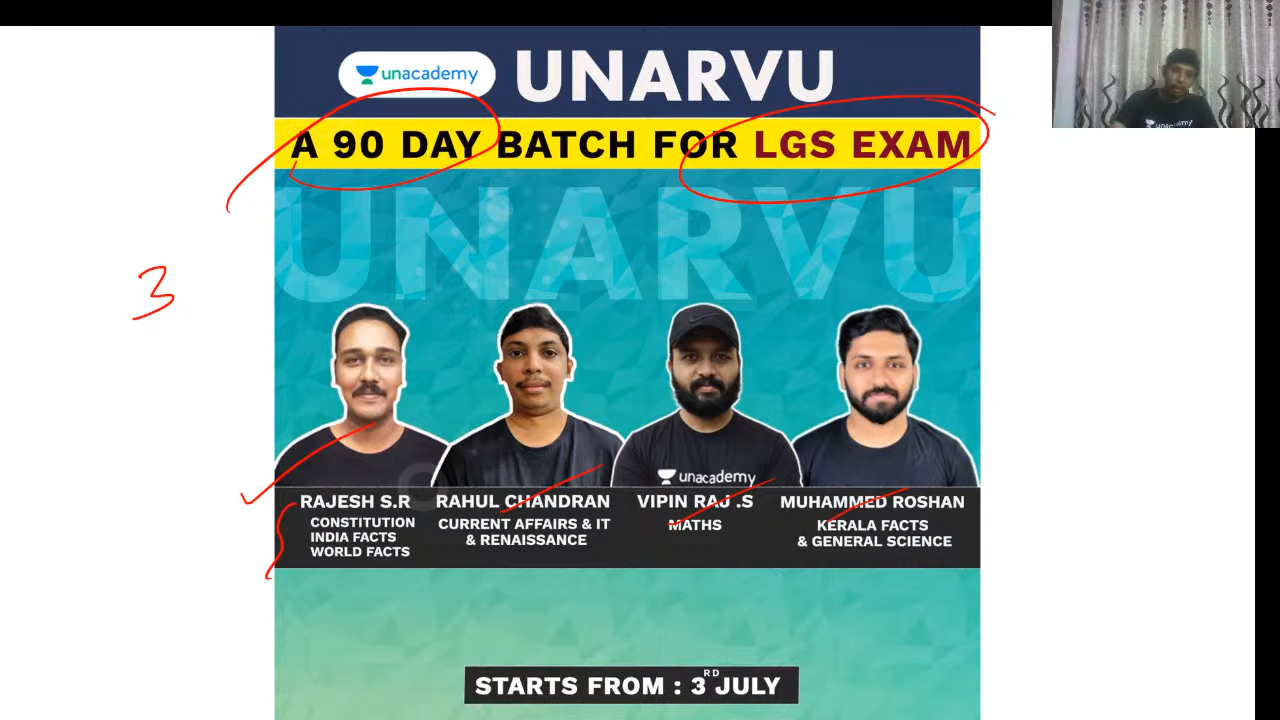 unacademy UNARVU
A 90 DAY BATCH FOR LGS EXAM
UNARVU
3
unacademy
unacademy
RAJESH S.R
CONSTITUTION
INDIA FACTS
WORLD FACTS
RAHUL CHANDRAN
CURRENT AFFAIRS & IT
& RENAISSANCE
VIPIN RAJ .S
MATHS
MUHAMMED ROSHAN
KERALA FACTS
& GENERAL SCIENCE
STARTS FROM : 3RD JULY